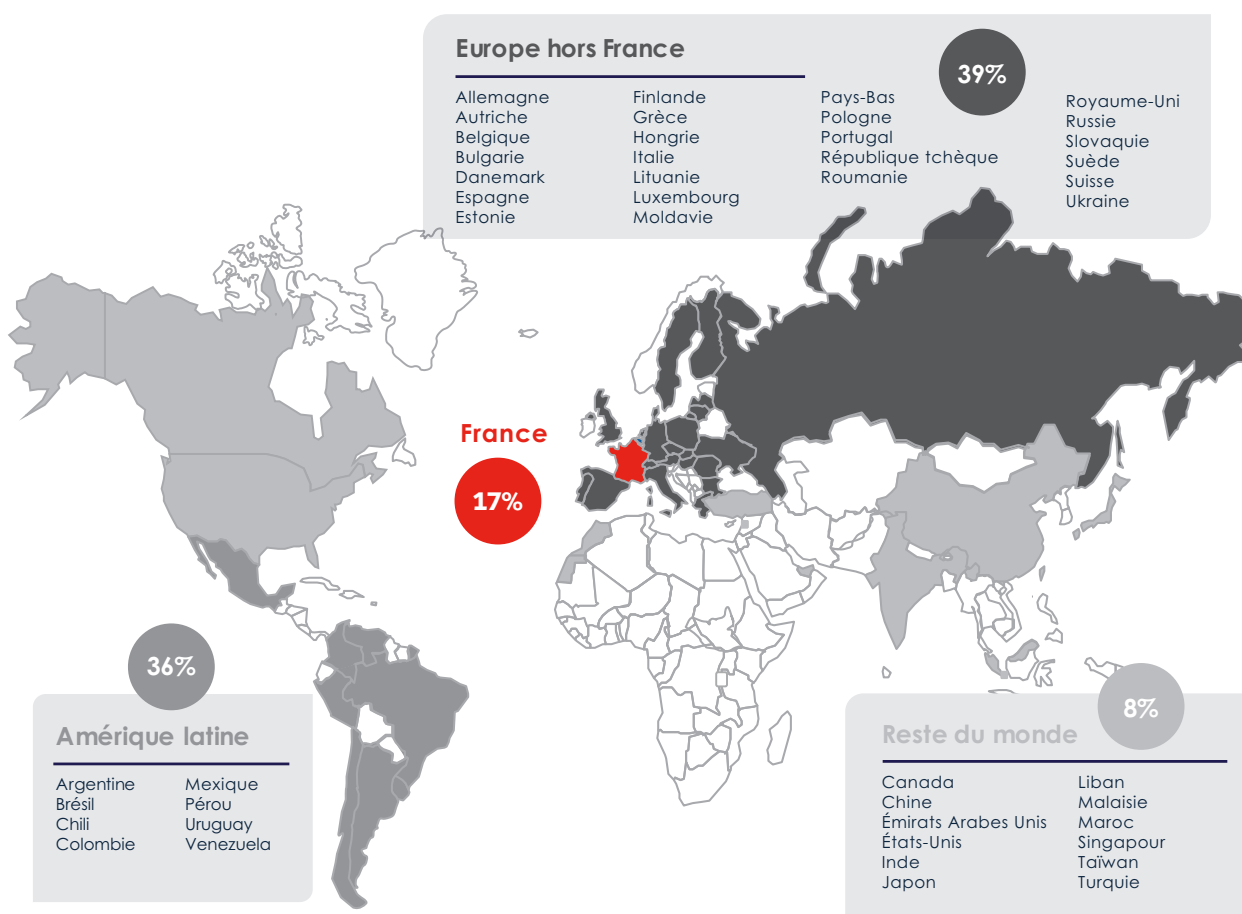 Europe hors France
39%
Allemagne
Autriche
Belgique
Bulgarie
Danemark
Espagne
Estonie
Finlande
Grèce
Hongrie
Italie
Lituanie
Luxembourg
Moldavie
Pays-Bas
Pologne
Portugal
République tchèque
Roumanie
Royaume-Uni
Russie
Slovaquie
Suède
Suisse
Ukraine
France
17%
36%
Amérique latine
Argentine
Brésil
Chili
Colombie
Mexique
Pérou
Uruguay
Venezuela
8%
Reste du monde
Canada
Chine
Émirats Arabes Unis
États-Unis
Inde
Japon
Liban
Malaisie
Maroc
Singapour
Taïwan
Turquie